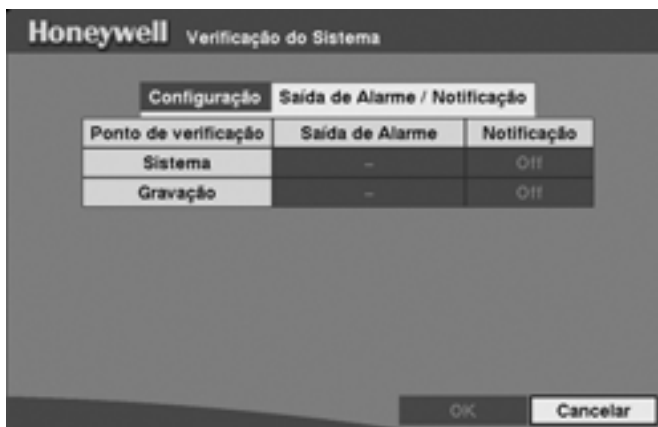 Honeywell Verificação do Sistema
Configuração Saída de Alarme / Notificação
Ponto de verificação Saída de Alarme Notificação
Sistema – Off
Gravação – Off
OK Cancelar